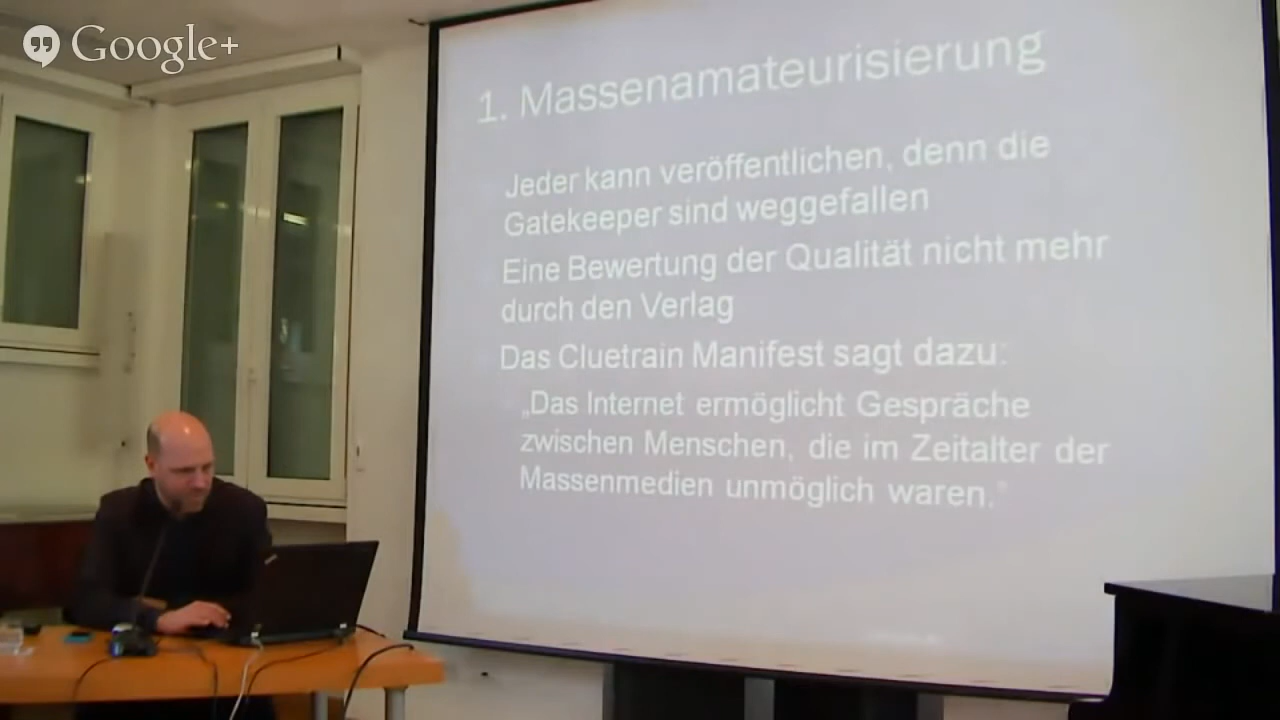 Google+
1. Massenamateurisierung
Jeder kann veröffentlichen, denn die
Gatekeeper sind weggefallen
Eine Bewertung der Qualität nicht mehr
durch den Verlag
Das Cluetrain Manifest sagt dazu:
„Das Internet ermöglicht Gespräche
zwischen Menschen, die im Zeitalter der
Massenmedien unmöglich waren.“